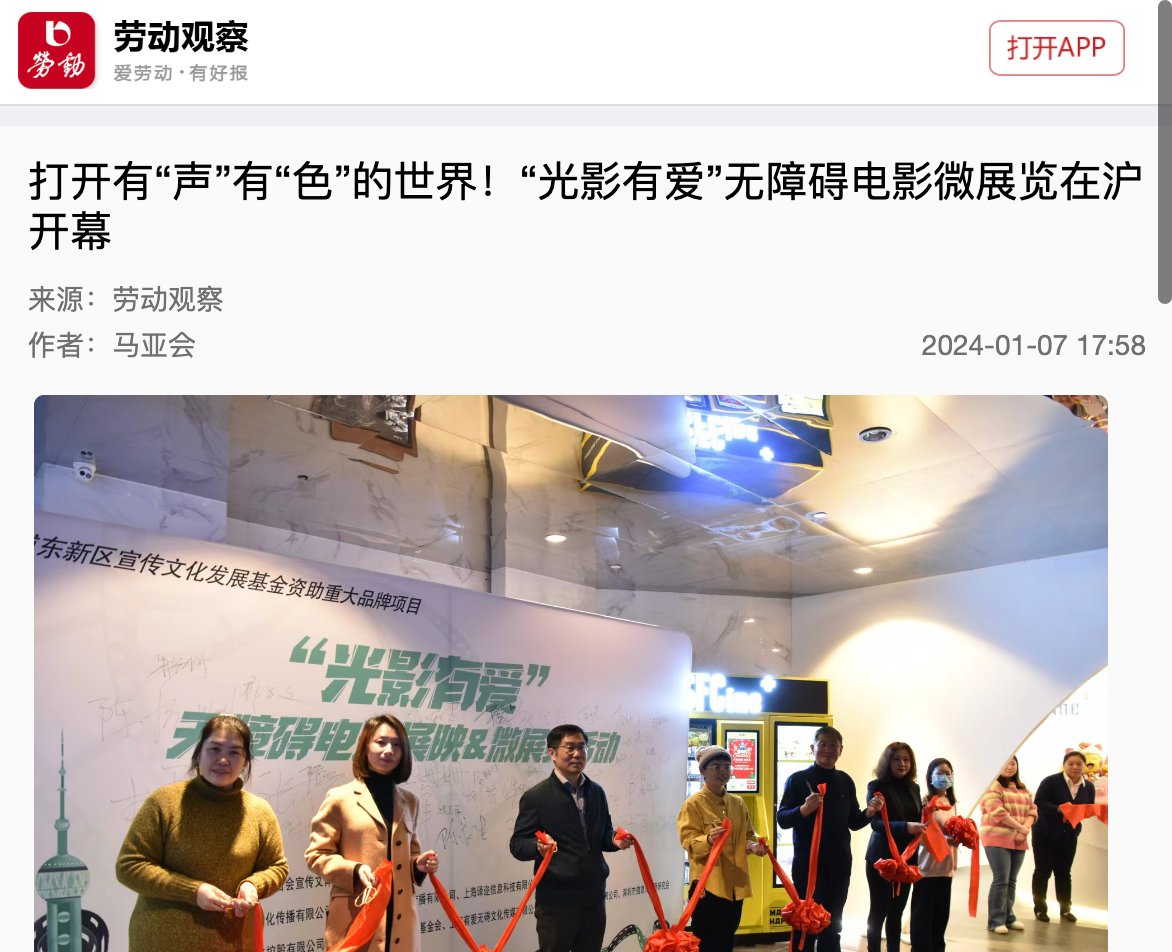 劳动观察
爱劳动·有好报
勞動
打开APP
打开有“声”有“色”的世界！“光影有爱”无障碍电影微展览在沪
开幕
来源：劳动观察
作者：马亚会
2024-01-07 17:58
东新区宣传文化发展基金资助重大品牌项目
“光影有爱”
无障碍电 展映&微展 活动
SFCine+